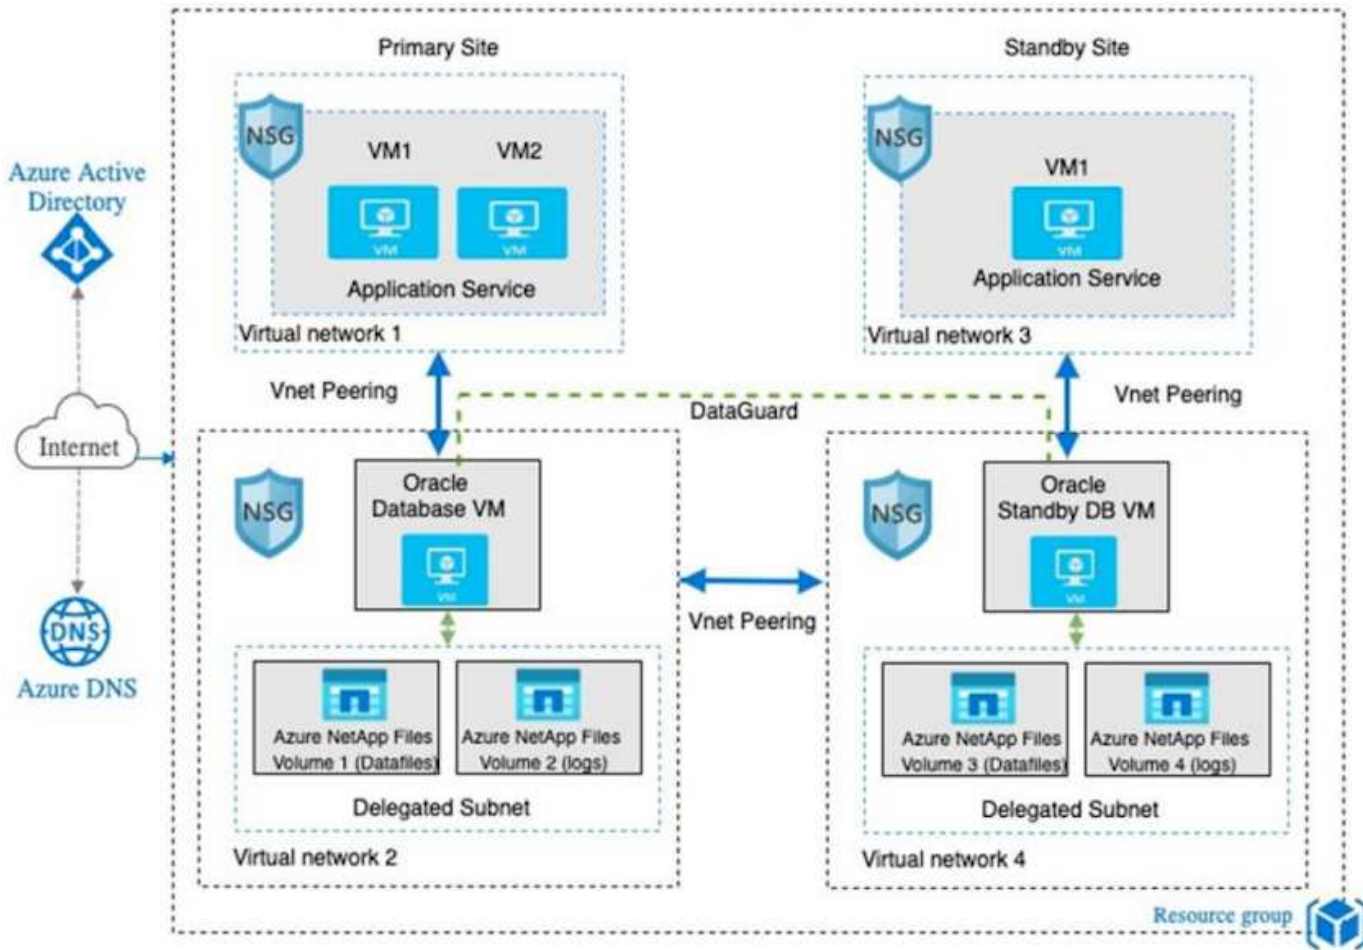 Primary Site
Standby Site
NSG
VM1
VM2
VM
VM
Application Service
Virtual network 1
NSG
VM1
VM
Application Service
Virtual network 3
Azure Active
Directory
Internet
DNS
Azure DNS
Vnet Peering
DataGuard
Vnet Peering
NSG
Oracle
Database VM
VM
Azure NetApp Files
Volume 1 (Datafiles)
Azure NetApp Files
Volume 2 (logs)
Delegated Subnet
Virtual network 2
Vnet Peering
NSG
Oracle
Standby DB VM
VM
Azure NetApp Files
Volume 3 (Datafiles)
Azure NetApp Files
Volume 4 (logs)
Delegated Subnet
Virtual network 4
Resource group